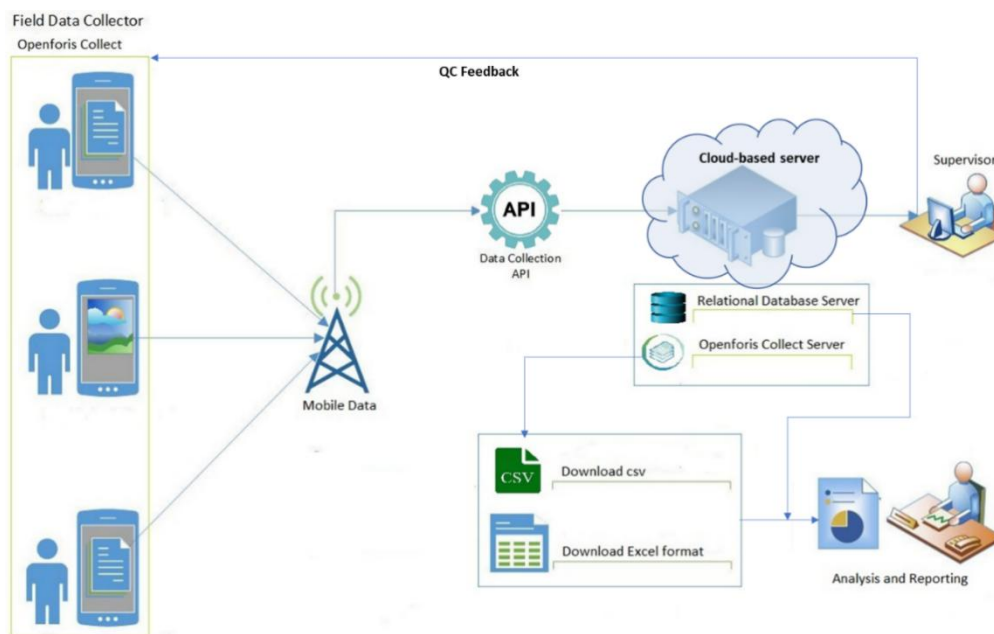 Field Data Collector
Openforis Collect
QC Feedback
Cloud-based server
Supervisor
API
Data Collection
API
Mobile Data
Relational Database Server
Openforis Collect Server
CSV
Download csv
Download Excel format
Analysis and Reporting